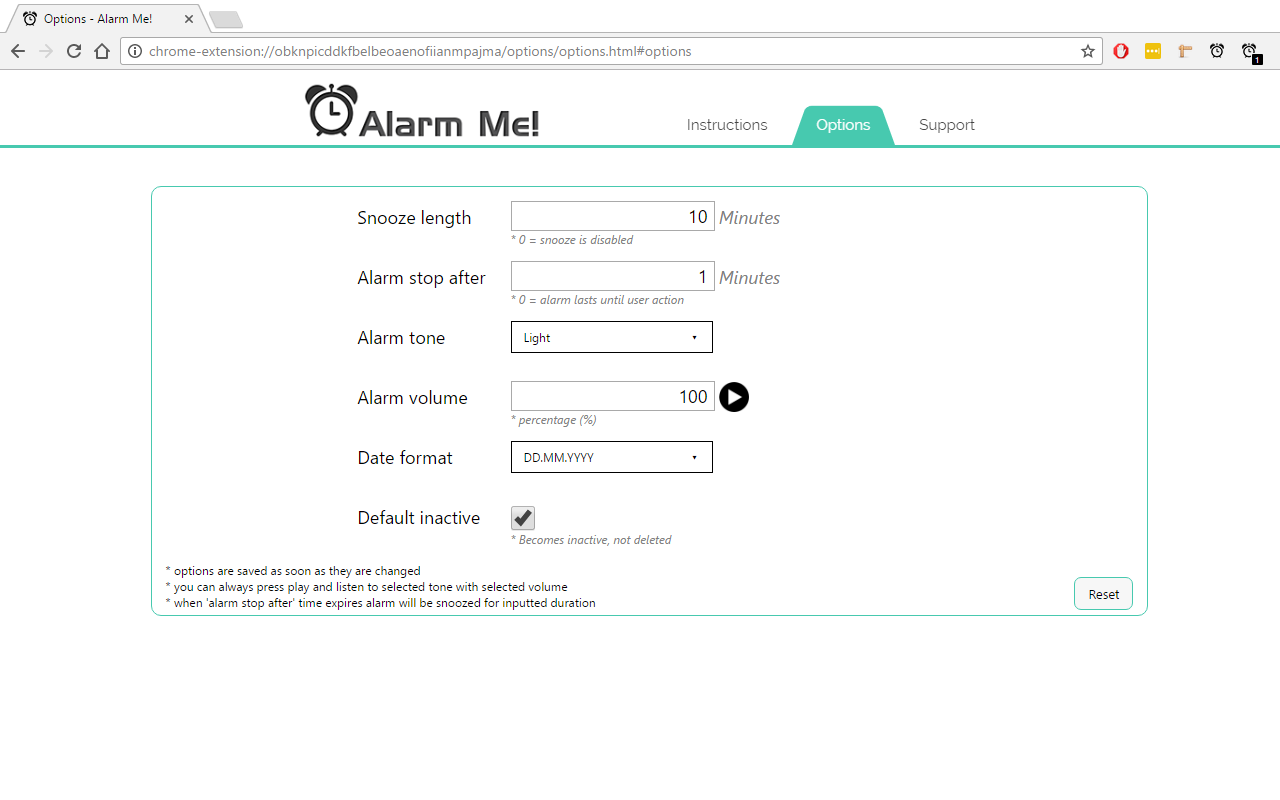 Options - Alarm Me!
chrome-extension://obknpicddkfbelbeoaenofiianmpajma/options/options.html#options
1
Alarm Me!
Instructions
Options
Support
Snooze length
10
Minutes
* 0 = snooze is disabled
Alarm stop after
1
Minutes
* 0 = alarm lasts until user action
Alarm tone
Light
Alarm volume
100
* percentage (%)
Date format
DD.MM.YYYY
Default inactive
* Becomes inactive, not deleted
* options are saved as soon as they are changed
* you can always press play and listen to selected tone with selected volume
* when 'alarm stop after' time expires alarm will be snoozed for inputted duration
Reset